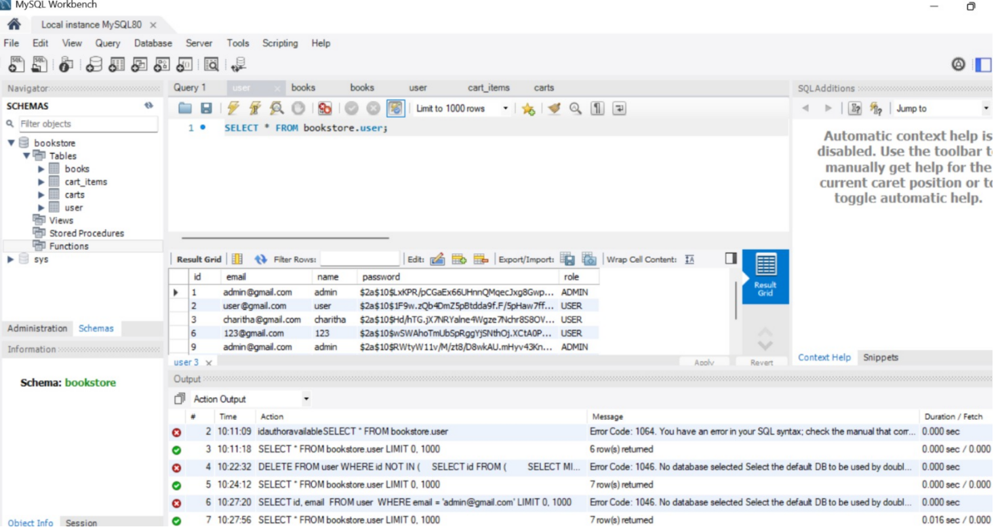 MySQL Workbench
Local instance MySQL80
File Edit View Query Database Server Tools Scripting Help
Navigator
SCHEMAS
Filter objects
bookstore
Tables
books
cart_items
carts
user
Views
Stored Procedures
Functions
sys
Administration Schemas
Information
Schema: bookstore
Object Info Session
Query 1 user books books user cart_items carts
Limit to 1000 rows
1 SELECT * FROM bookstore.user;
Result Grid Filter Rows: Edit: Export/Import: Wrap Cell Content:
id email name password role
1 admin@gmail.com admin $2a$10$LxKPR/pCGaEx66UHnnQMqecJxg8Gwp... ADMIN
2 user@gmail.com user $2a$10$1F9w.zQb4DmZ5pBtdda9f.F/5pHaw7ff... USER
3 charitha@gmail.com charitha $2a$10$Hd/hTG.jX7NRYalne4Wgze7Nchr8S8OV... USER
6 123@gmail.com 123 $2a$10$wSWAhoTmUbSpRggYjSNthOj.XCtA0P... USER
9 admin@gmail.com admin $2a$10$RWtyW11v/M/zt8/D8wkAU.mHyv43Kn... ADMIN
Result
Grid
user 3 Apply Revert
Output
Action Output
# Time Action Message Duration / Fetch
2 10:11:09 idauthoravailableSELECT * FROM bookstore.user Error Code: 1064. You have an error in your SQL syntax; check the manual that corr... 0.000 sec
3 10:11:18 SELECT * FROM bookstore.user LIMIT 0, 1000 6 row(s) returned 0.000 sec / 0.000
4 10:22:32 DELETE FROM user WHERE id NOT IN ( SELECT id FROM ( SELECT MI... Error Code: 1046. No database selected Select the default DB to be used by doubl... 0.000 sec
5 10:24:12 SELECT * FROM bookstore.user LIMIT 0, 1000 7 row(s) returned 0.000 sec / 0.000
6 10:27:20 SELECT id, email FROM user WHERE email = 'admin@gmail.com' LIMIT 0, 1000 Error Code: 1046. No database selected Select the default DB to be used by doubl... 0.000 sec
7 10:27:56 SELECT * FROM bookstore.user LIMIT 0, 1000 7 row(s) returned 0.016 sec / 0.000
SQLAdditions
Jump to
Automatic context help is
disabled. Use the toolbar t
manually get help for the
current caret position or to
toggle automatic help.
Context Help Snippets